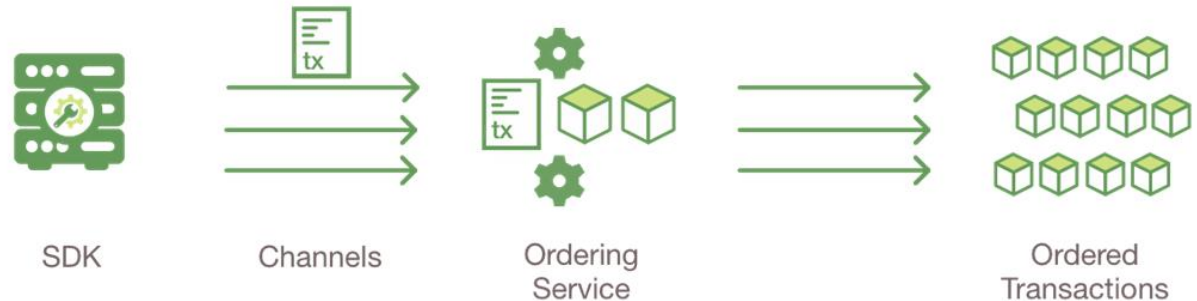 tx
tx
SDK
Channels
Ordering
Service
Ordered
Transactions